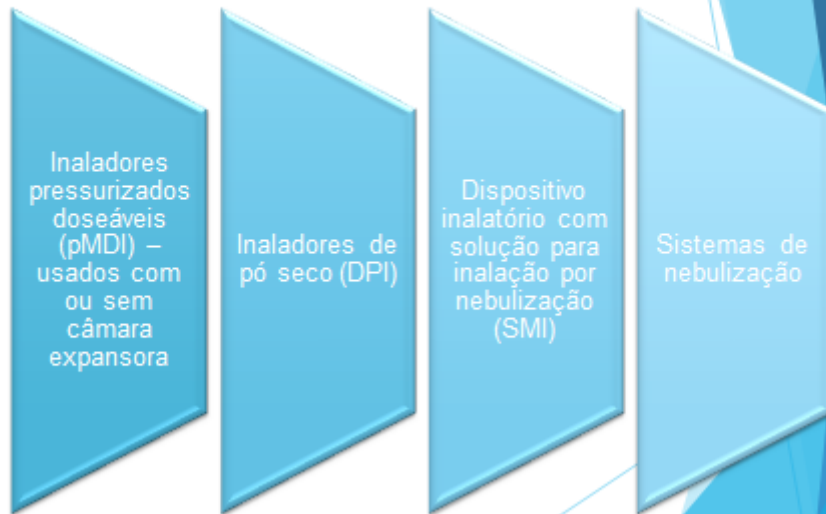 Inaladores
pressurizados
doseáveis
(pMDI) –
usados com
ou sem
câmara
expansora
Inaladores de
pó seco (DPI)
Dispositivo
inalatório com
solução para
inalação por
nebulização
(SMI)
Sistemas de
nebulização